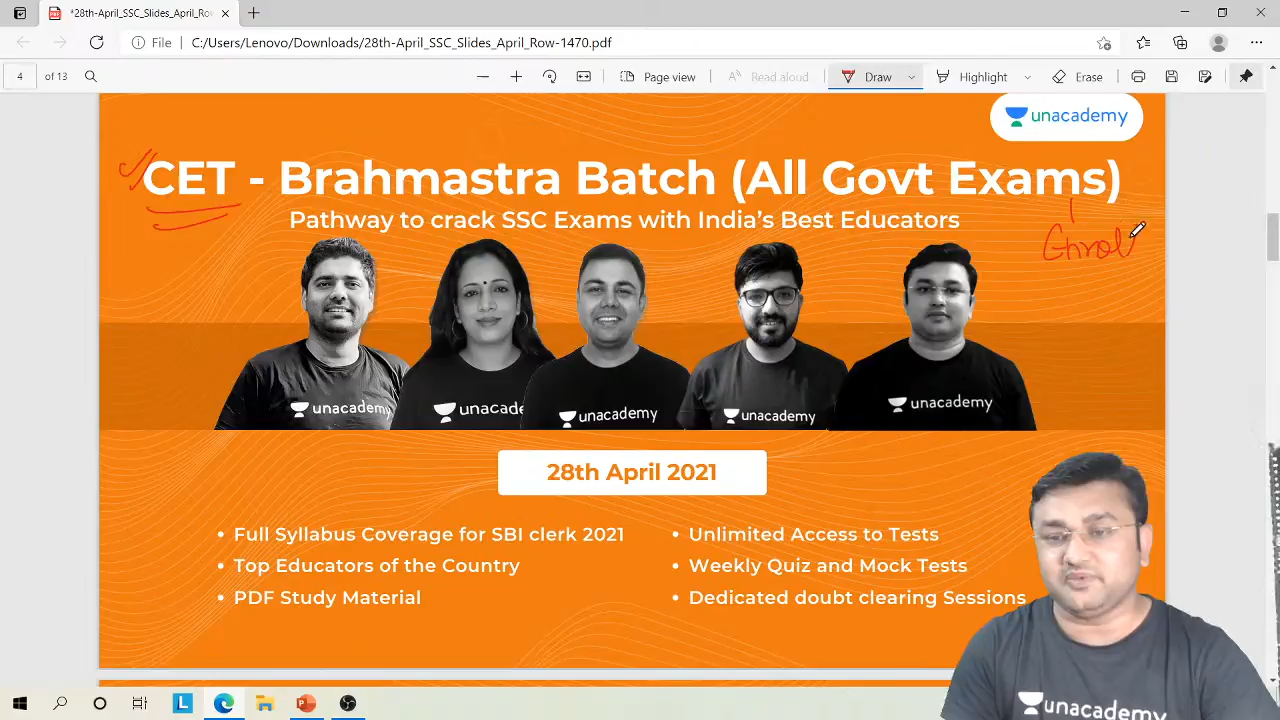 *28th-April_SSC_Slides_April_Ro
File
C:/Users/Lenovo/Downloads/28th-April_SSC_Slides_April_Row-1470.pdf
4 of 13
Page view
Read aloud
Draw
Highlight
Erase
unacademy
CET - Brahmastra Batch (All Govt Exams)
Pathway to crack SSC Exams with India's Best Educators
Enrol
unacademy
unacade
unacademy
unacademy
unacademy
28th April 2021
• Full Syllabus Coverage for SBI clerk 2021
• Top Educators of the Country
• PDF Study Material
• Unlimited Access to Tests
• Weekly Quiz and Mock Tests
• Dedicated doubt clearing Sessions
unacademy
L